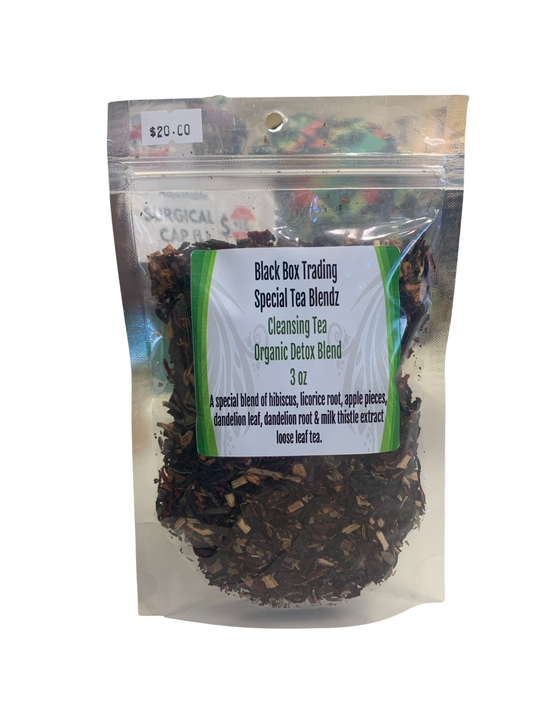 $20.00
SURGICAL
CAP
Black Box Trading
Special Tea Blendz
Cleansing Tea
Organic Detox Blend
3 oz
A special blend of hibiscus, licorice root, apple pieces,
dandelion leaf, dandelion root & milk thistle extract
loose leaf tea.